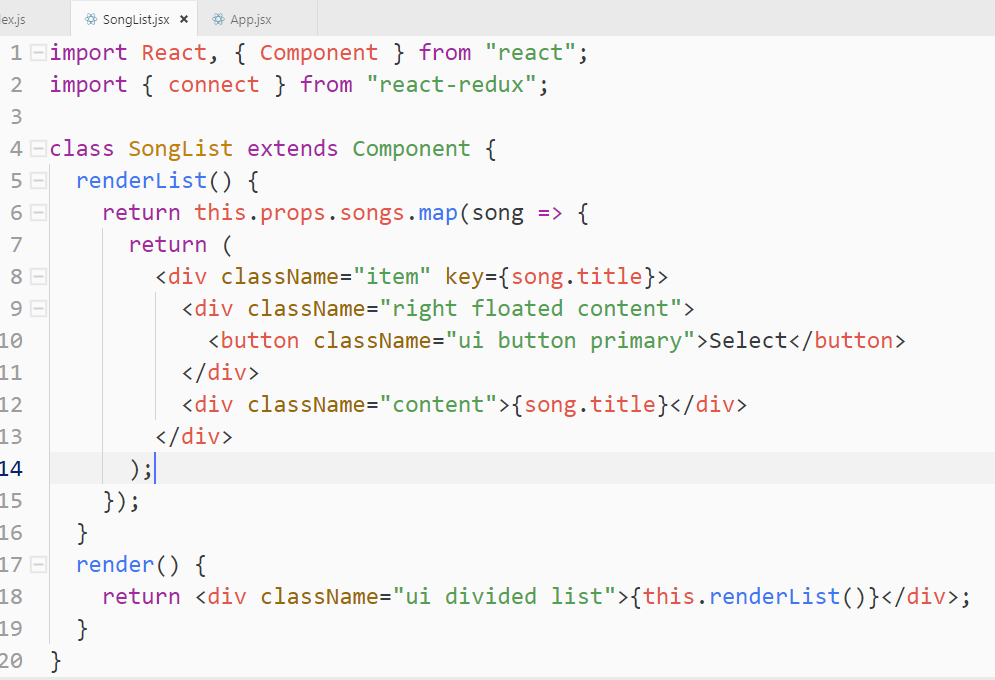 ex.js SongList.jsx × App.jsx
1 import React, { Component } from "react";
2 import { connect } from "react-redux";
3
4 class SongList extends Component {
5   renderList() {
6     return this.props.songs.map(song => {
7       return (
8         <div className="item" key={song.title}>
9           <div className="right floated content">
10             <button className="ui button primary">Select</button>
11           </div>
12           <div className="content">{song.title}</div>
13         </div>
14       );
15     });
16   }
17   render() {
18     return <div className="ui divided list">{this.renderList()}</div>;
19   }
20 }